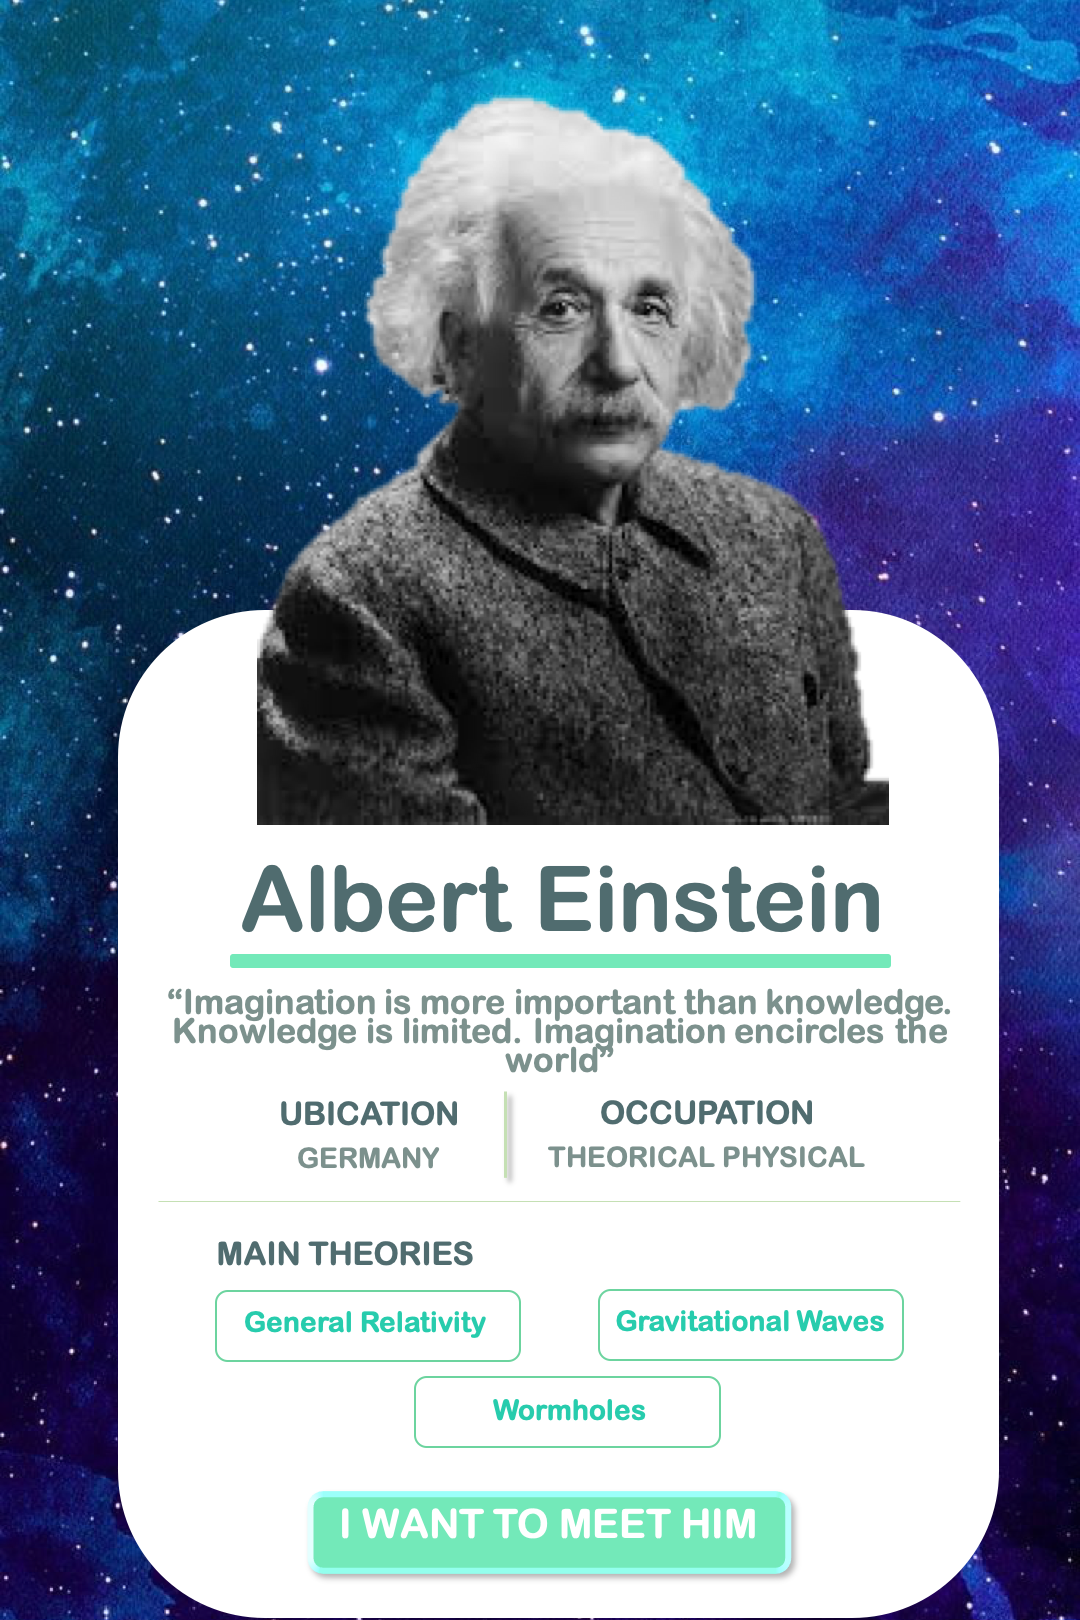 Albert Einstein
“Imagination is more important than knowledge.
Knowledge is limited. Imagination encircles the
world”
UBICATION
GERMANY
OCCUPATION
THEORICAL PHYSICAL
MAIN THEORIES
General Relativity
Gravitational Waves
Wormholes
I WANT TO MEET HIM